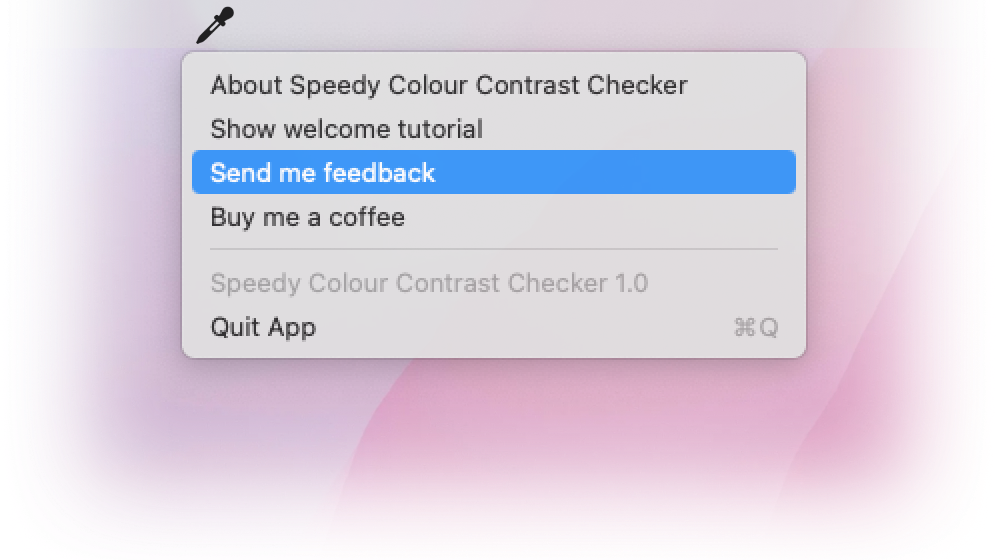 About Speedy Colour Contrast Checker
Show welcome tutorial
Send me feedback
Buy me a coffee
Speedy Colour Contrast Checker 1.0
Quit App ⌘Q